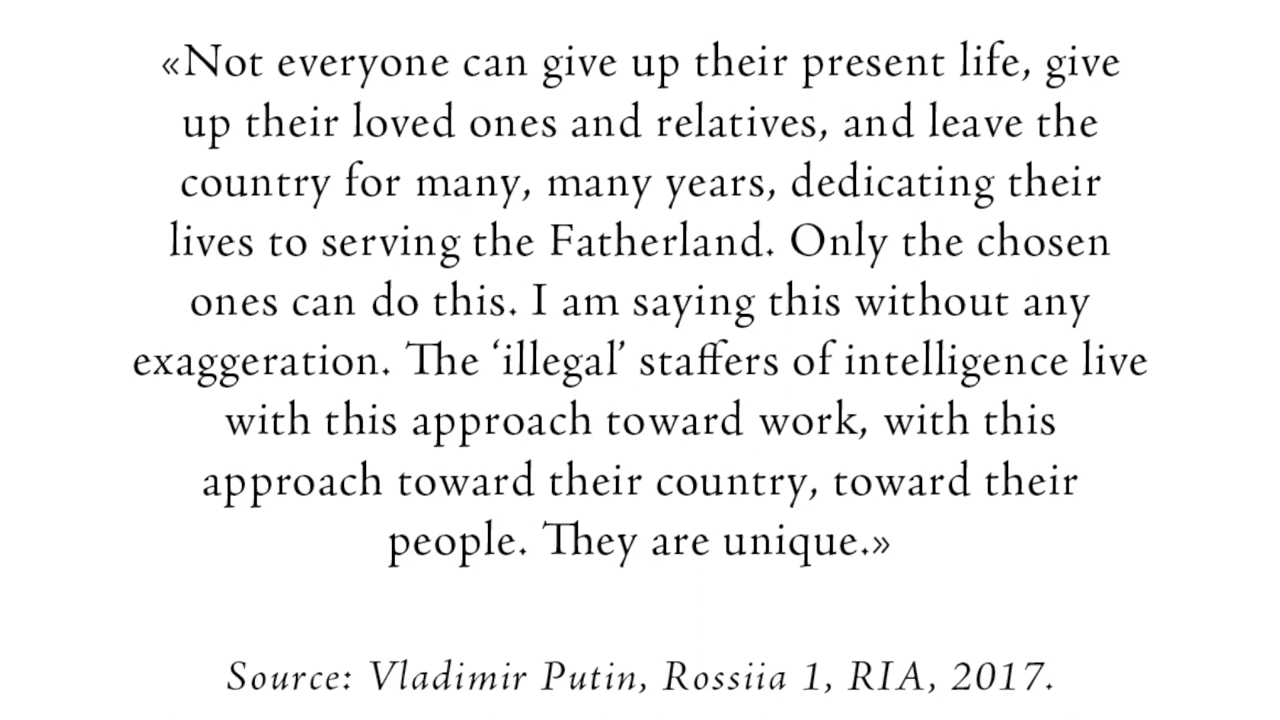 «Not everyone can give up their present life, give
up their loved ones and relatives, and leave the
country for many, many years, dedicating their
lives to serving the Fatherland. Only the chosen
ones can do this. I am saying this without any
exaggeration. The ‘illegal’ staffers of intelligence live
with this approach toward work, with this
approach toward their country, toward their
people. They are unique.»
Source: Vladimir Putin, Rossiia 1, RIA, 2017.